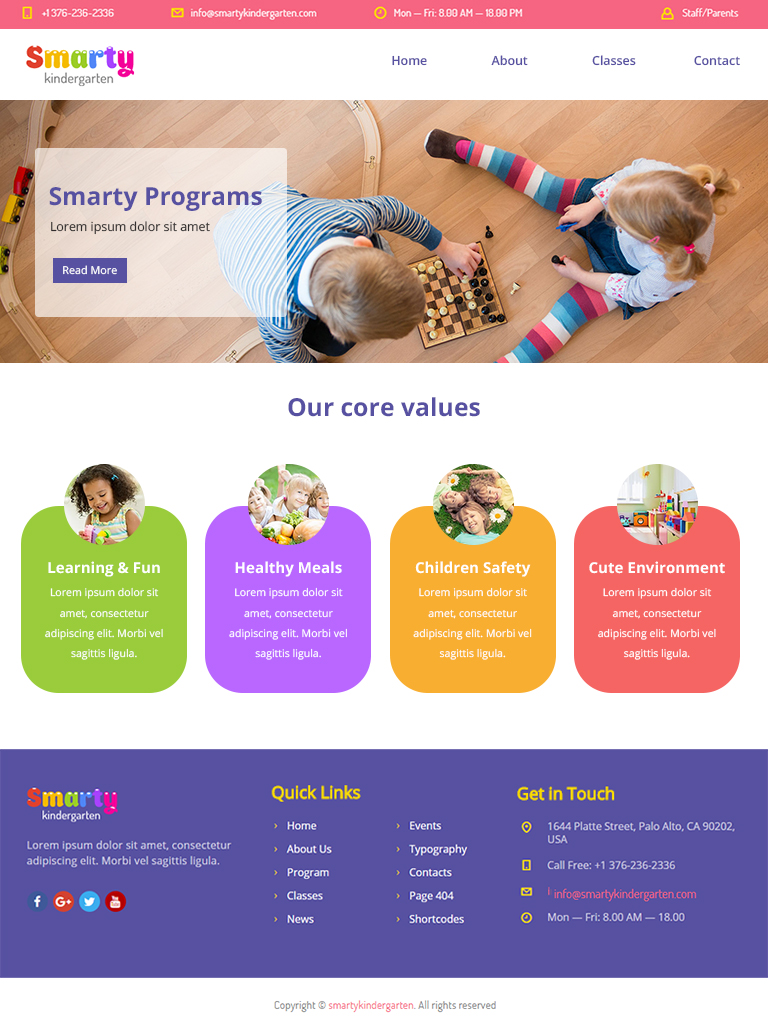 +1 376-236-2336
info@smartykindergarten.com
Mon — Fri: 8.00 AM — 18.00 PM
Staff/Parents
Smarty
kindergarten
Home
About
Classes
Contact
Smarty Programs
Lorem ipsum dolor sit amet
Read More
Our core values
Learning & Fun
Lorem ipsum dolor sit
amet, consectetur
adipiscing elit. Morbi vel
sagittis ligula.
Healthy Meals
Lorem ipsum dolor sit
amet, consectetur
adipiscing elit. Morbi vel
sagittis ligula.
Children Safety
Lorem ipsum dolor sit
amet, consectetur
adipiscing elit. Morbi vel
sagittis ligula.
Cute Environment
Lorem ipsum dolor sit
amet, consectetur
adipiscing elit. Morbi vel
sagittis ligula.
Smarty
kindergarten
Lorem ipsum dolor sit amet, consectetur
adipiscing elit. Morbi vel sagittis ligula.
f
G+
You
Quick Links
Home
About Us
Program
Classes
News
Events
Typography
Contacts
Page 404
Shortcodes
Get in Touch
1644 Platte Street, Palo Alto, CA 90202,
USA
Call Free: +1 376-236-2336
info@smartykindergarten.com
Mon — Fri: 8.00 AM — 18.00
Copyright © smartykindergarten. All rights reserved